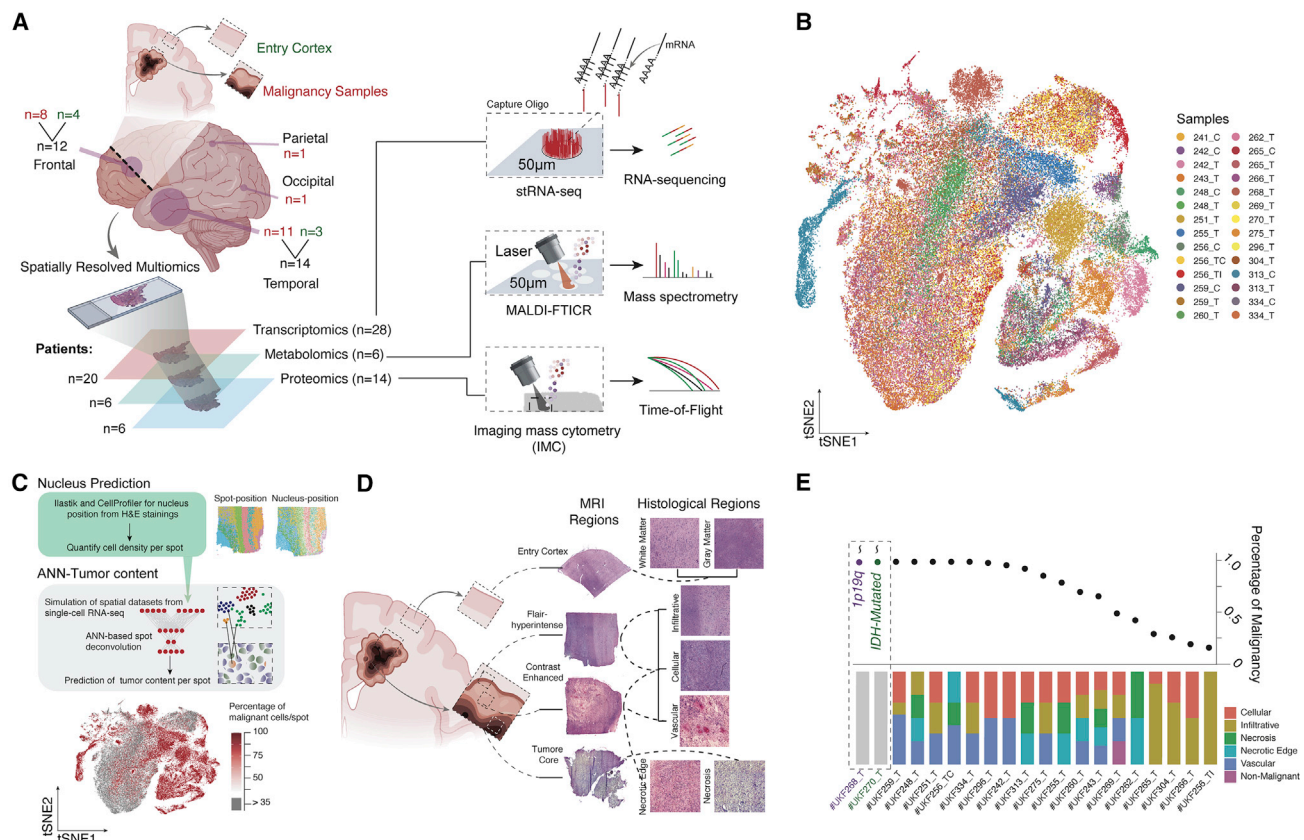 A
Entry Cortex
Malignancy Samples
n=8 n=4
n=12
Frontal
Parietal
n=1
Occipital
n=1
n=11 n=3
n=14
Temporal
Spatially Resolved Multiomics
Patients:
n=20
n=6
n=6
Transcriptomics (n=28)
Metabolomics (n=6)
Proteomics (n=14)
mRNA
AAAA
AAAA
AAAA
AAAA
TTTT
TTTT
TTTT
Capture Oligo
50µm
stRNA-seq
RNA-sequencing
Laser
50µm
MALDI-FTICR
Mass spectrometry
Imaging mass cytometry
(IMC)
Time-of-Flight
B
tSNE2
tSNE1
Samples
241_C
242_C
242_T
243_T
248_C
248_T
251_T
255_T
256_C
256_TC
256_TI
259_C
259_T
260_T
262_T
265_C
265_T
266_T
268_T
269_T
270_T
275_T
296_T
304_T
313_C
313_T
334_C
334_T
C
Nucleus Prediction
Ilastik and CellProfiler for nucleus
position from H&E stainings
Quantify cell density per spot
Spot-position
Nucleus-position
ANN-Tumor content
Simulation of spatial datasets from
single-cell RNA-seq
ANN-based spot
deconvolution
Prediction of tumor content per spot
Percentage of
malignant cells/spot
100
75
50
> 35
tSNE2
tSNE1
D
MRI
Regions
Histological Regions
Entry Cortex
Flair-
hyperintense
Contrast
Enhanced
Tumore
Core
White Matter
Gray Matter
Infiltrative
Cellular
Vascular
Necrotic Edge
Necrosis
E
1p19q
IDH-Mutated
~
~
1.0
0.5
0
Percentage of Malignancy
Cellular
Infiltrative
Necrosis
Necrotic Edge
Vascular
Non-Malignant
#UKF268_T
#UKF270_T
#UKF259_T
#UKF248_T
#UKF251_T
#UKF256_TC
#UKF334_T
#UKF296_T
#UKF242_T
#UKF313_T
#UKF275_T
#UKF255_T
#UKF260_T
#UKF243_T
#UKF269_T
#UKF262_T
#UKF265_T
#UKF304_T
#UKF266_T
#UKF256_TI